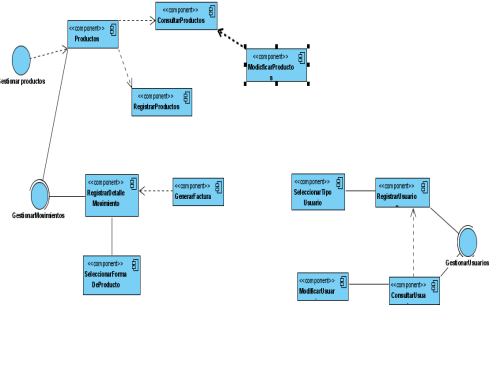 <<component>>
ConsultarProductos
<<component>>
Productos
<<component>>
ModicficarProducto
s
Gestionar productos
<<component>>
RegistrarProductos
<<component>>
RegistrarDetalle
Movimiento
<<component>>
GenerarFactura
<<component>>
SeleccionarTipo
Usuario
<<component>>
RegistrarUsuario
GestionarMovimientos
<<component>>
SeleccionarForma
DeProducto
GestionarUsuarios
<<component>>
ModificarUsuar
<<component>>
ConsultarUsua